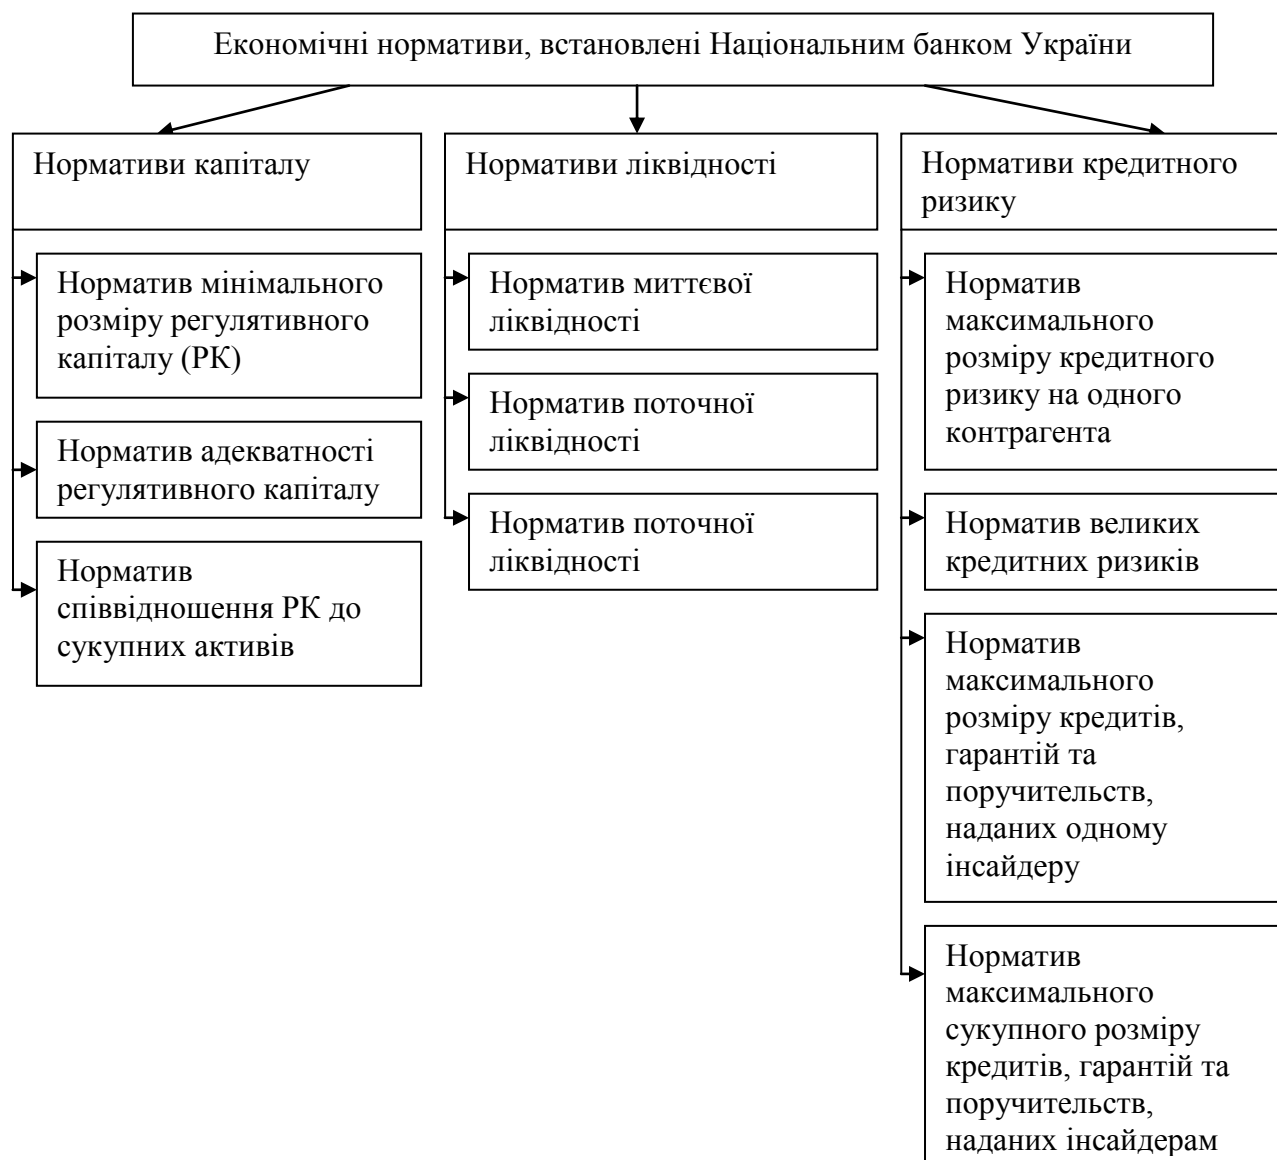 Економічні нормативи, встановлені Національним банком України
Нормативи капіталу
Норматив мінімального
розміру регулятивного
капіталу (РК)
Норматив адекватності
регулятивного капіталу
Норматив
співвідношення РК до
сукупних активів
Нормативи ліквідності
Норматив миттєвої
ліквідності
Норматив поточної
ліквідності
Норматив поточної
ліквідності
Нормативи кредитного
ризику
Норматив
максимального
розміру кредитного
ризику на одного
контрагента
Норматив великих
кредитних ризиків
Норматив
максимального
розміру кредитів,
гарантій та
поручительств,
наданих одному
інсайдеру
Норматив
максимального
сукупного розміру
кредитів, гарантій та
поручительств,
наданих інсайдерам